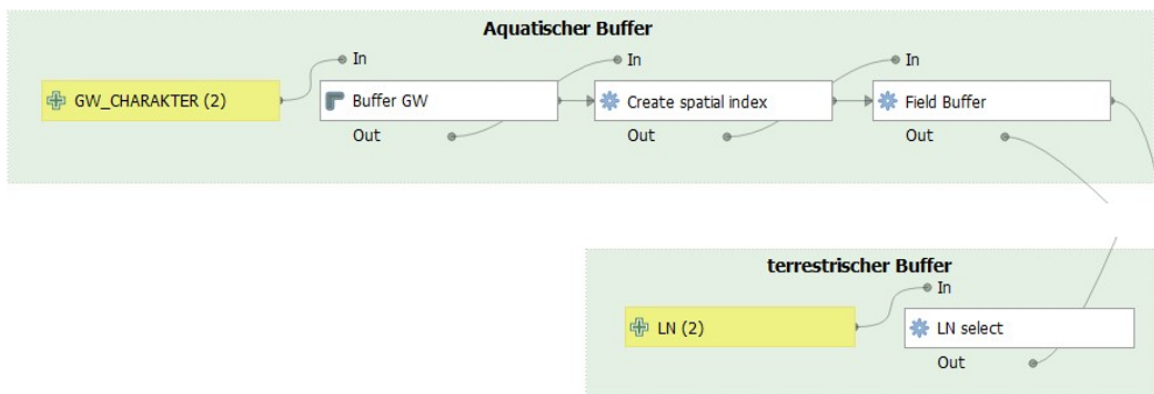 Aquatischer Buffer
In In In
GW_CHARAKTER (2) Buffer GW Create spatial index Field Buffer
Out Out Out
terrestrischer Buffer
In
LN (2) LN select
Out